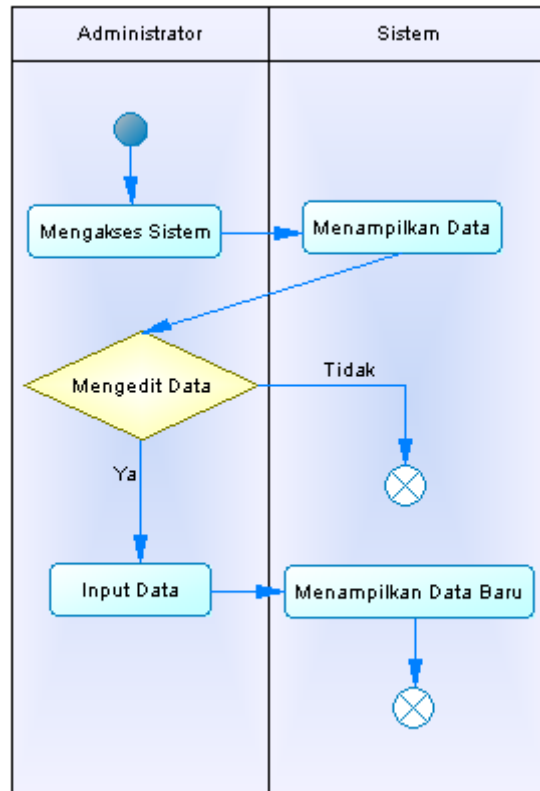 Administrator
Sistem
Mengakses Sistem
Menampilkan Data
Mengedit Data
Tidak
Ya
Input Data
Menampilkan Data Baru